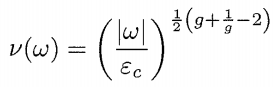 ν(ω) = (|ω|/ε_c)^{½(g+1/g−2)}